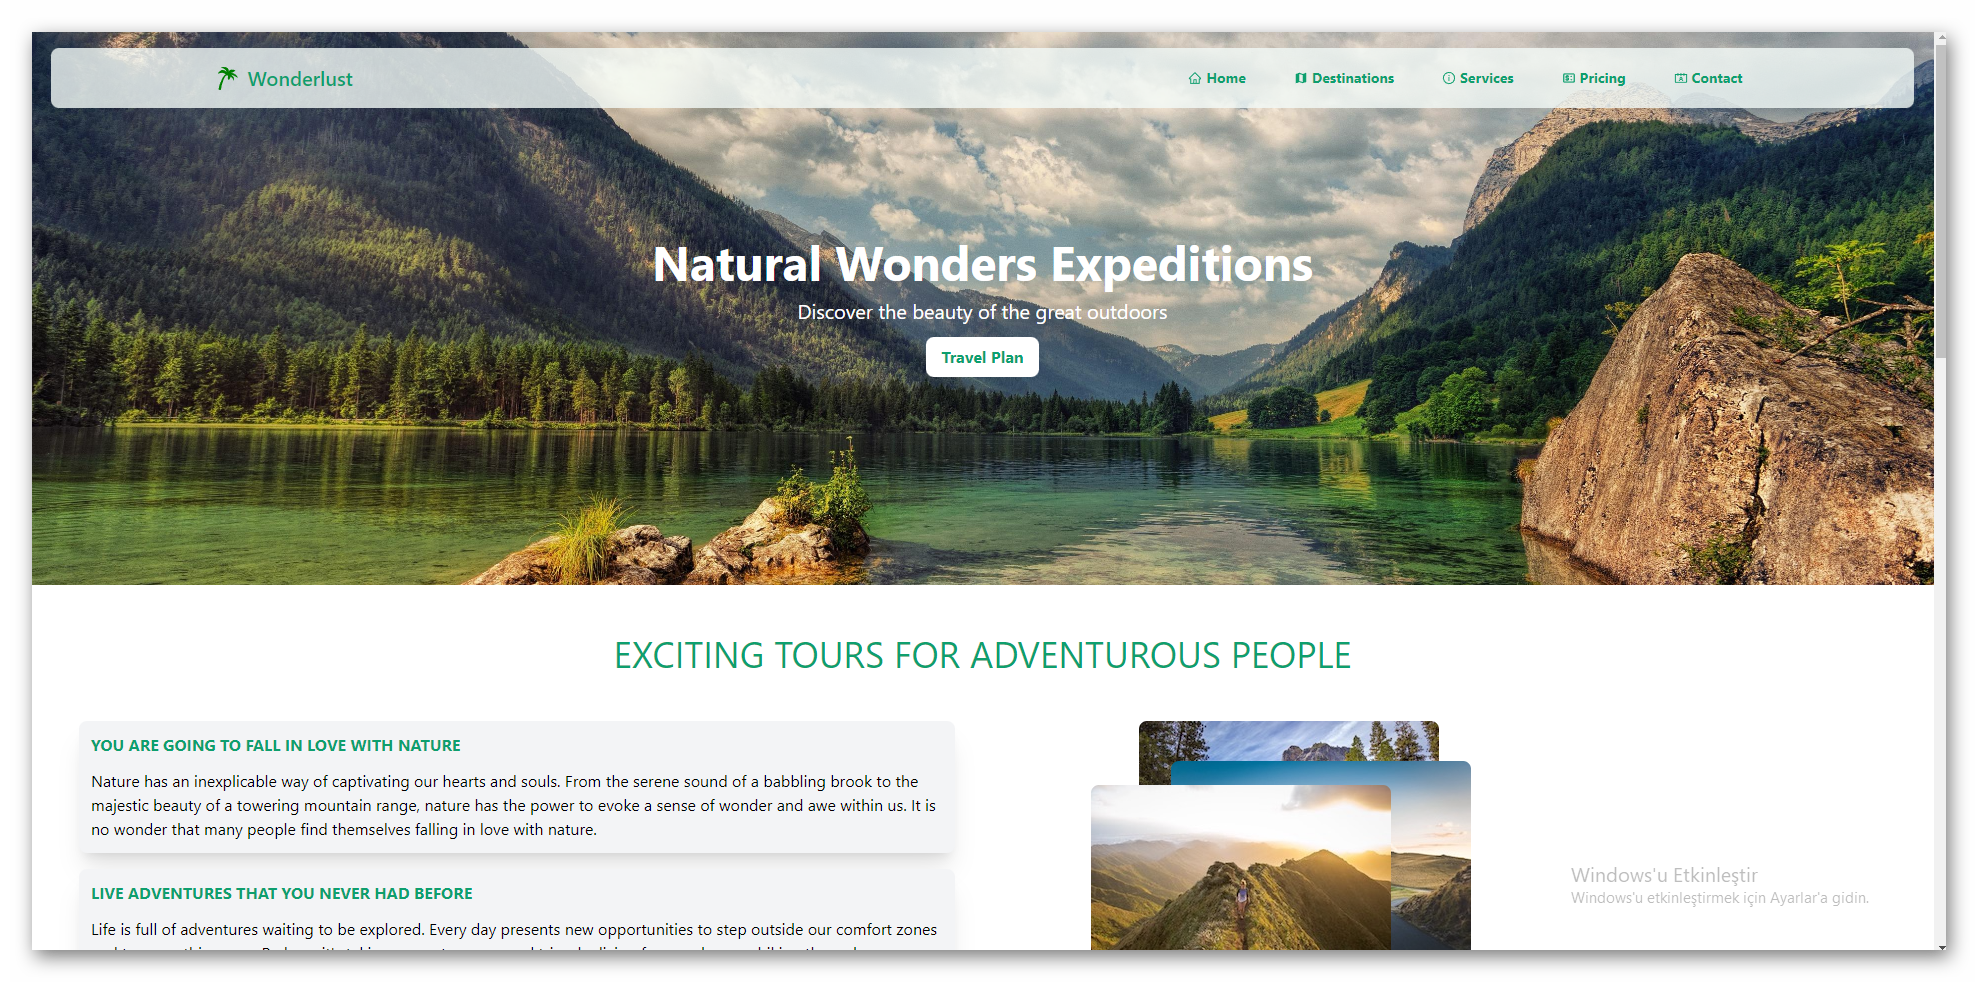 Wonderlust
Home
Destinations
Services
Pricing
Contact
Natural Wonders Expeditions
Discover the beauty of the great outdoors
Travel Plan
EXCITING TOURS FOR ADVENTUROUS PEOPLE
YOU ARE GOING TO FALL IN LOVE WITH NATURE
Nature has an inexplicable way of captivating our hearts and souls. From the serene sound of a babbling brook to the
majestic beauty of a towering mountain range, nature has the power to evoke a sense of wonder and awe within us. It is
no wonder that many people find themselves falling in love with nature.
LIVE ADVENTURES THAT YOU NEVER HAD BEFORE
Life is full of adventures waiting to be explored. Every day presents new opportunities to step outside our comfort zones
Windows'u Etkinleştir
Windows'u etkinleştirmek için Ayarlar'a gidin.